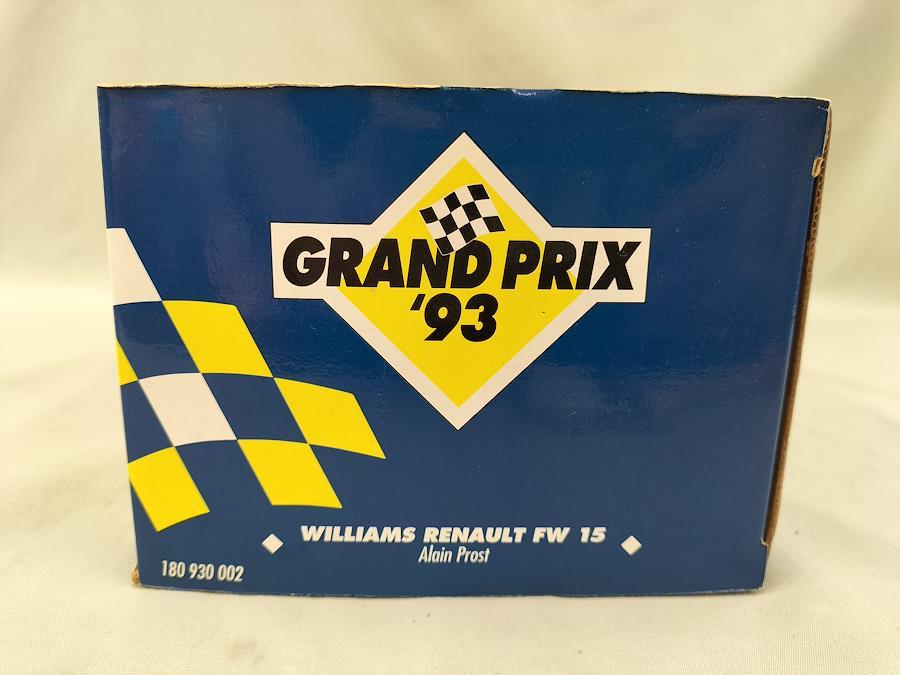 GRAND PRIX
'93
WILLIAMS RENAULT FW 15
Alain Prost
180 930 002